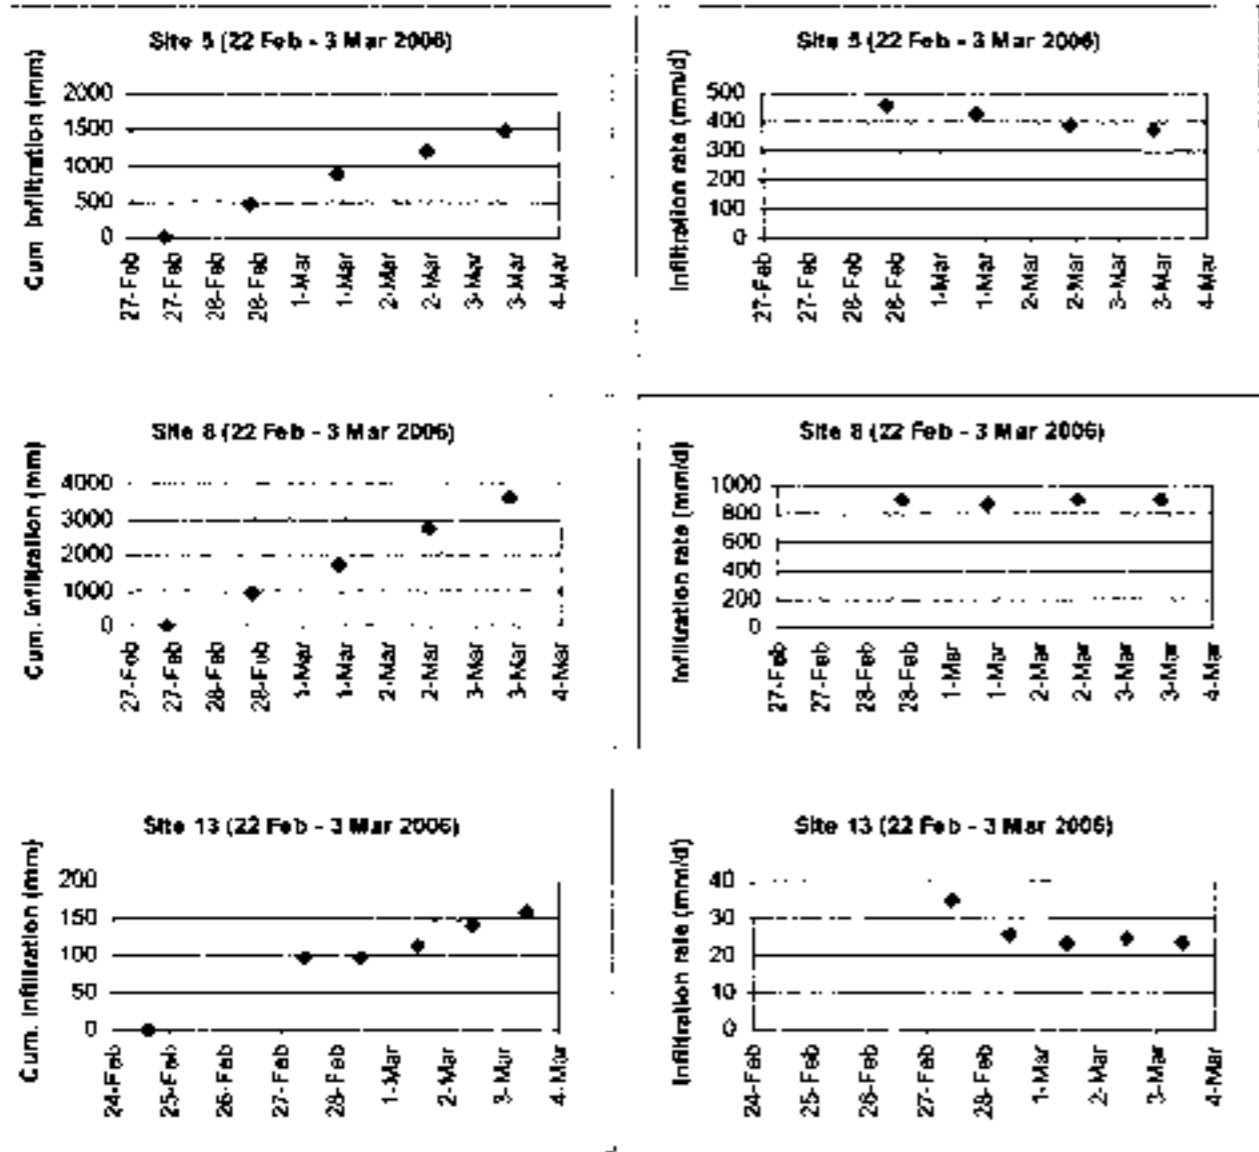 Site 5 (22 Feb - 3 Mar 2006)
Cum Infiltration (mm)
2000
1500
1000
500
0
27-Feb
27-Feb
28-Feb
28-Feb
1-Mar
1-Mar
2-Mar
2-Mar
3-Mar
3-Mar
4-Mar
Site 5 (22 Feb - 3 Mar 2006)
Infiltration rate (mm/d)
500
400
300
200
100
0
27-Feb
27-Feb
28-Feb
28-Feb
1-Mar
1-Mar
2-Mar
2-Mar
3-Mar
3-Mar
4-Mar
Site 8 (22 Feb - 3 Mar 2006)
Cum. Infiltration (mm)
4000
3000
2000
1000
0
27-Feb
27-Feb
28-Feb
28-Feb
1-Mar
1-Mar
2-Mar
2-Mar
3-Mar
3-Mar
4-Mar
Site 8 (22 Feb - 3 Mar 2006)
Infiltration rate (mm/d)
1000
800
600
400
200
0
27-Feb
27-Feb
28-Feb
28-Feb
1-Mar
1-Mar
2-Mar
2-Mar
3-Mar
3-Mar
4-Mar
Site 13 (22 Feb - 3 Mar 2006)
Cum. Infiltration (mm)
200
150
100
50
0
24-Feb
25-Feb
26-Feb
27-Feb
28-Feb
1-Mar
2-Mar
3-Mar
4-Mar
Site 13 (22 Feb - 3 Mar 2006)
Infiltration rate (mm/d)
40
30
20
10
0
24-Feb
25-Feb
26-Feb
27-Feb
28-Feb
1-Mar
2-Mar
3-Mar
4-Mar